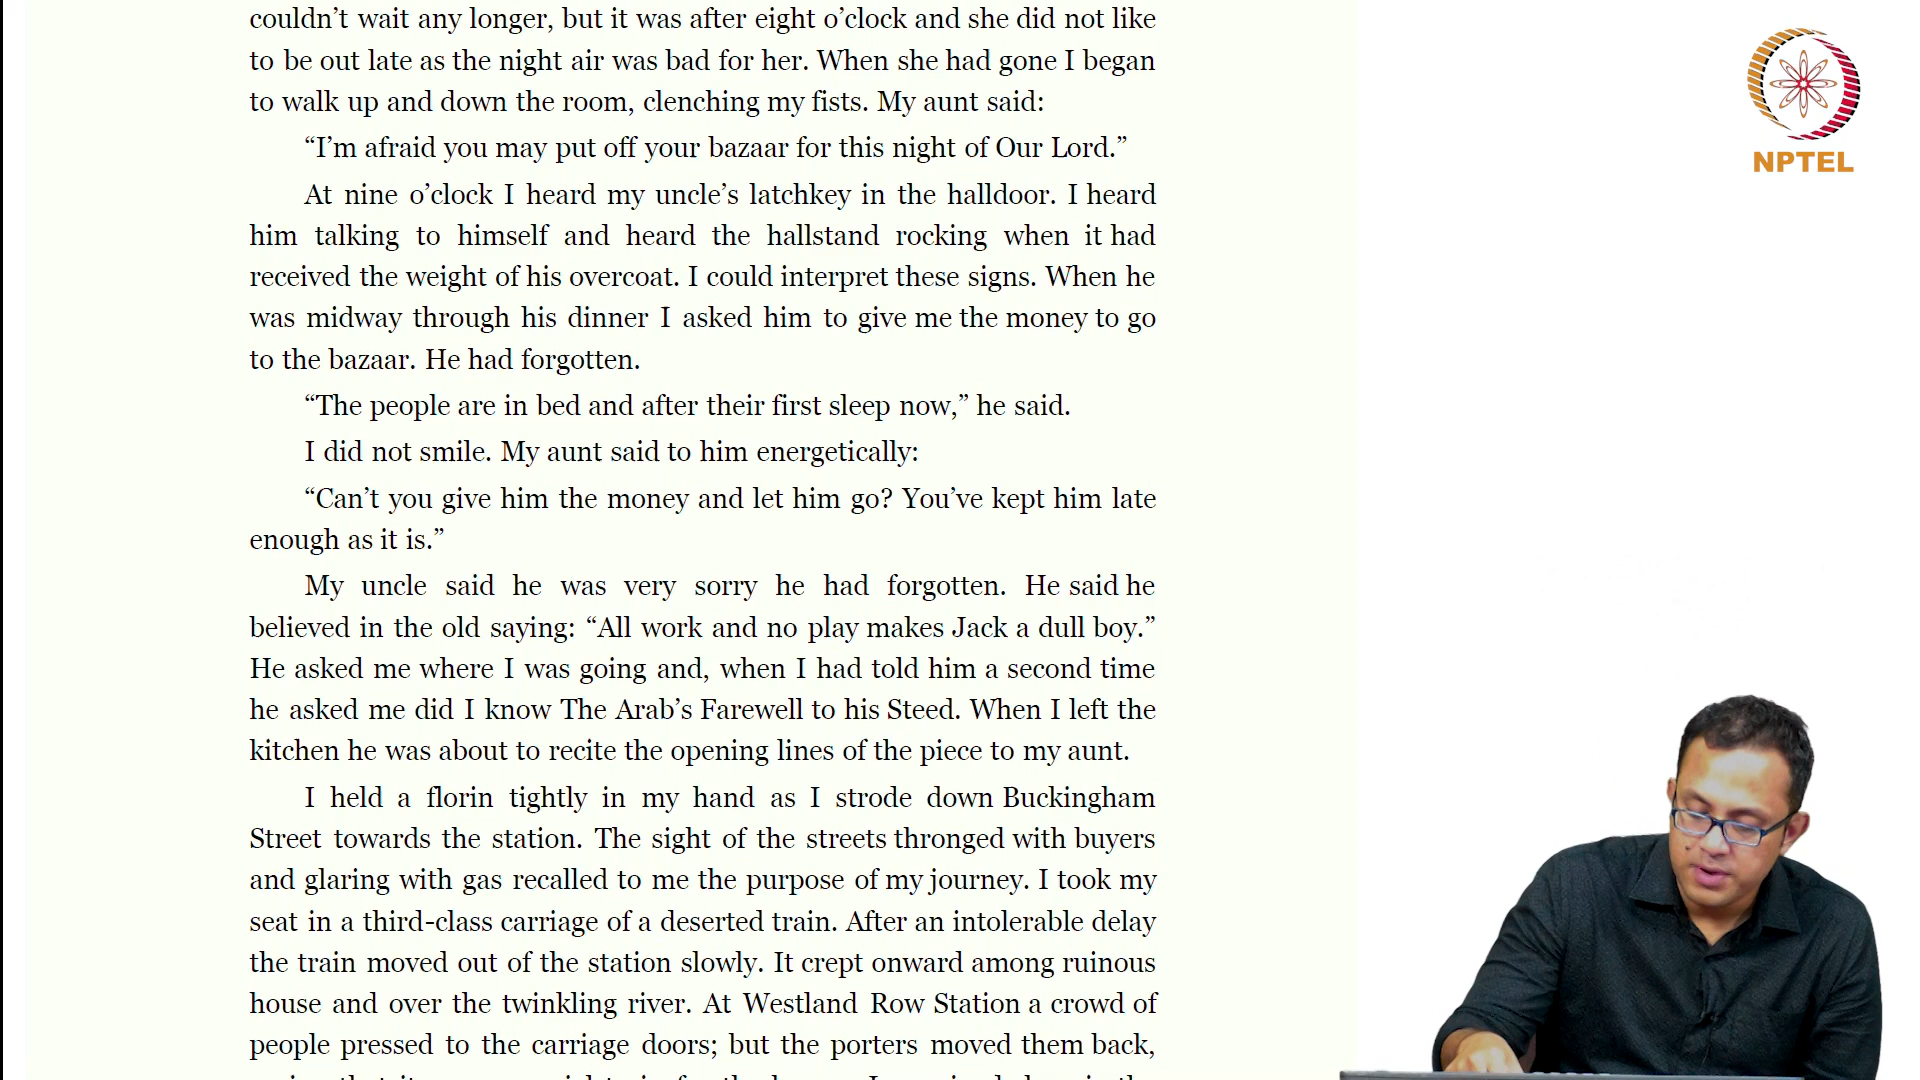 couldn’t wait any longer, but it was after eight o’clock and she did not like
to be out late as the night air was bad for her. When she had gone I began
to walk up and down the room, clenching my fists. My aunt said:
“I’m afraid you may put off your bazaar for this night of Our Lord.”
At nine o’clock I heard my uncle’s latchkey in the halldoor. I heard
him talking to himself and heard the hallstand rocking when it had
received the weight of his overcoat. I could interpret these signs. When he
was midway through his dinner I asked him to give me the money to go
to the bazaar. He had forgotten.
“The people are in bed and after their first sleep now,” he said.
I did not smile. My aunt said to him energetically:
“Can’t you give him the money and let him go? You’ve kept him late
enough as it is.”
My uncle said he was very sorry he had forgotten. He said he
believed in the old saying: “All work and no play makes Jack a dull boy.”
He asked me where I was going and, when I had told him a second time
he asked me did I know The Arab’s Farewell to his Steed. When I left the
kitchen he was about to recite the opening lines of the piece to my aunt.
I held a florin tightly in my hand as I strode down Buckingham
Street towards the station. The sight of the streets thronged with buyers
and glaring with gas recalled to me the purpose of my journey. I took my
seat in a third-class carriage of a deserted train. After an intolerable delay
the train moved out of the station slowly. It crept onward among ruinous
house and over the twinkling river. At Westland Row Station a crowd of
people pressed to the carriage doors; but the porters moved them back,
NPTEL